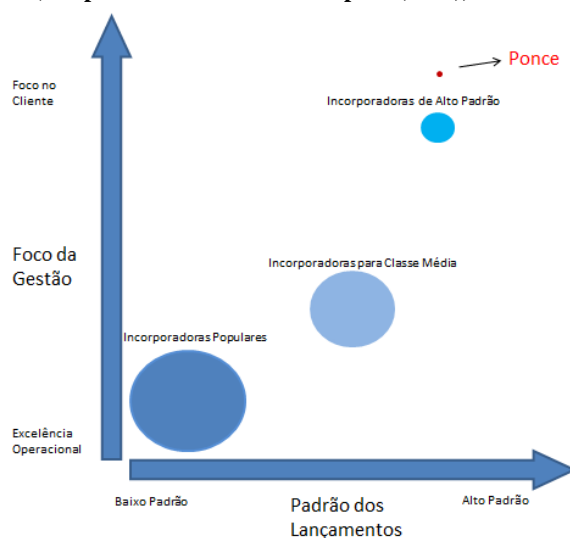 Foco no
Cliente
Ponce
Incorporadoras de Alto Padrão
Foco da
Gestão
Incorporadoras para Classe Média
Incorporadoras Populares
Excelência
Operacional
Baixo Padrão
Padrão dos
Lançamentos
Alto Padrão